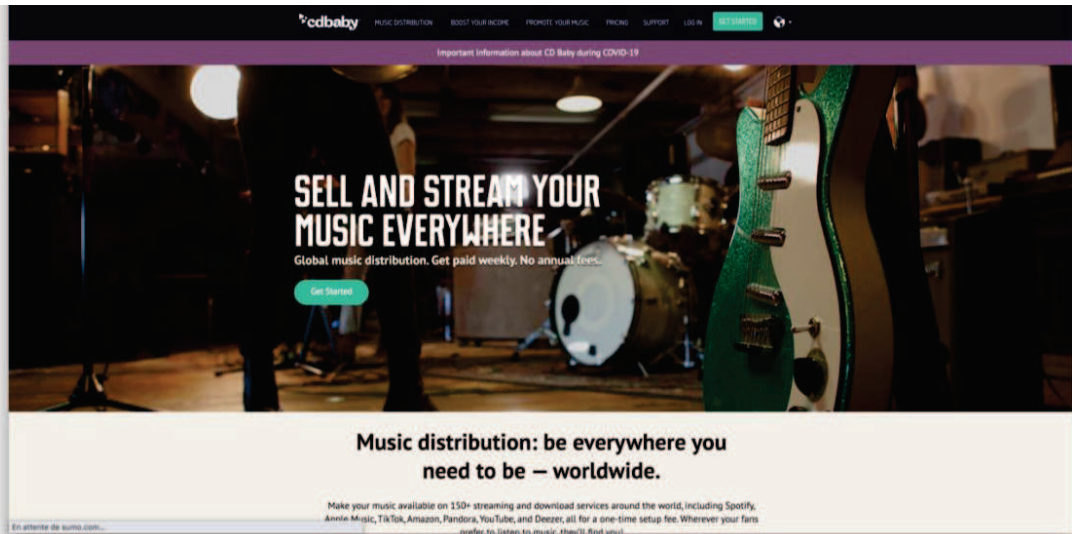 cdbaby
MUSIC DISTRIBUTION BOOST YOUR INCOME PROMOTE YOUR MUSIC PRICING SUPPORT LOG IN GET STARTED
Important information about CD Baby during COVID-19
SELL AND STREAM YOUR
MUSIC EVERYWHERE
Global music distribution. Get paid weekly. No annual fees.
Get Started
Music distribution: be everywhere you
need to be — worldwide.
Make your music available on 150+ streaming and download services around the world, including Spotify,
Apple Music, TikTok, Amazon, Pandora, YouTube, and Deezer, all for a one-time setup fee. Wherever your fans
prefer to listen to music, they'll find you!
En attente de sumo.com...